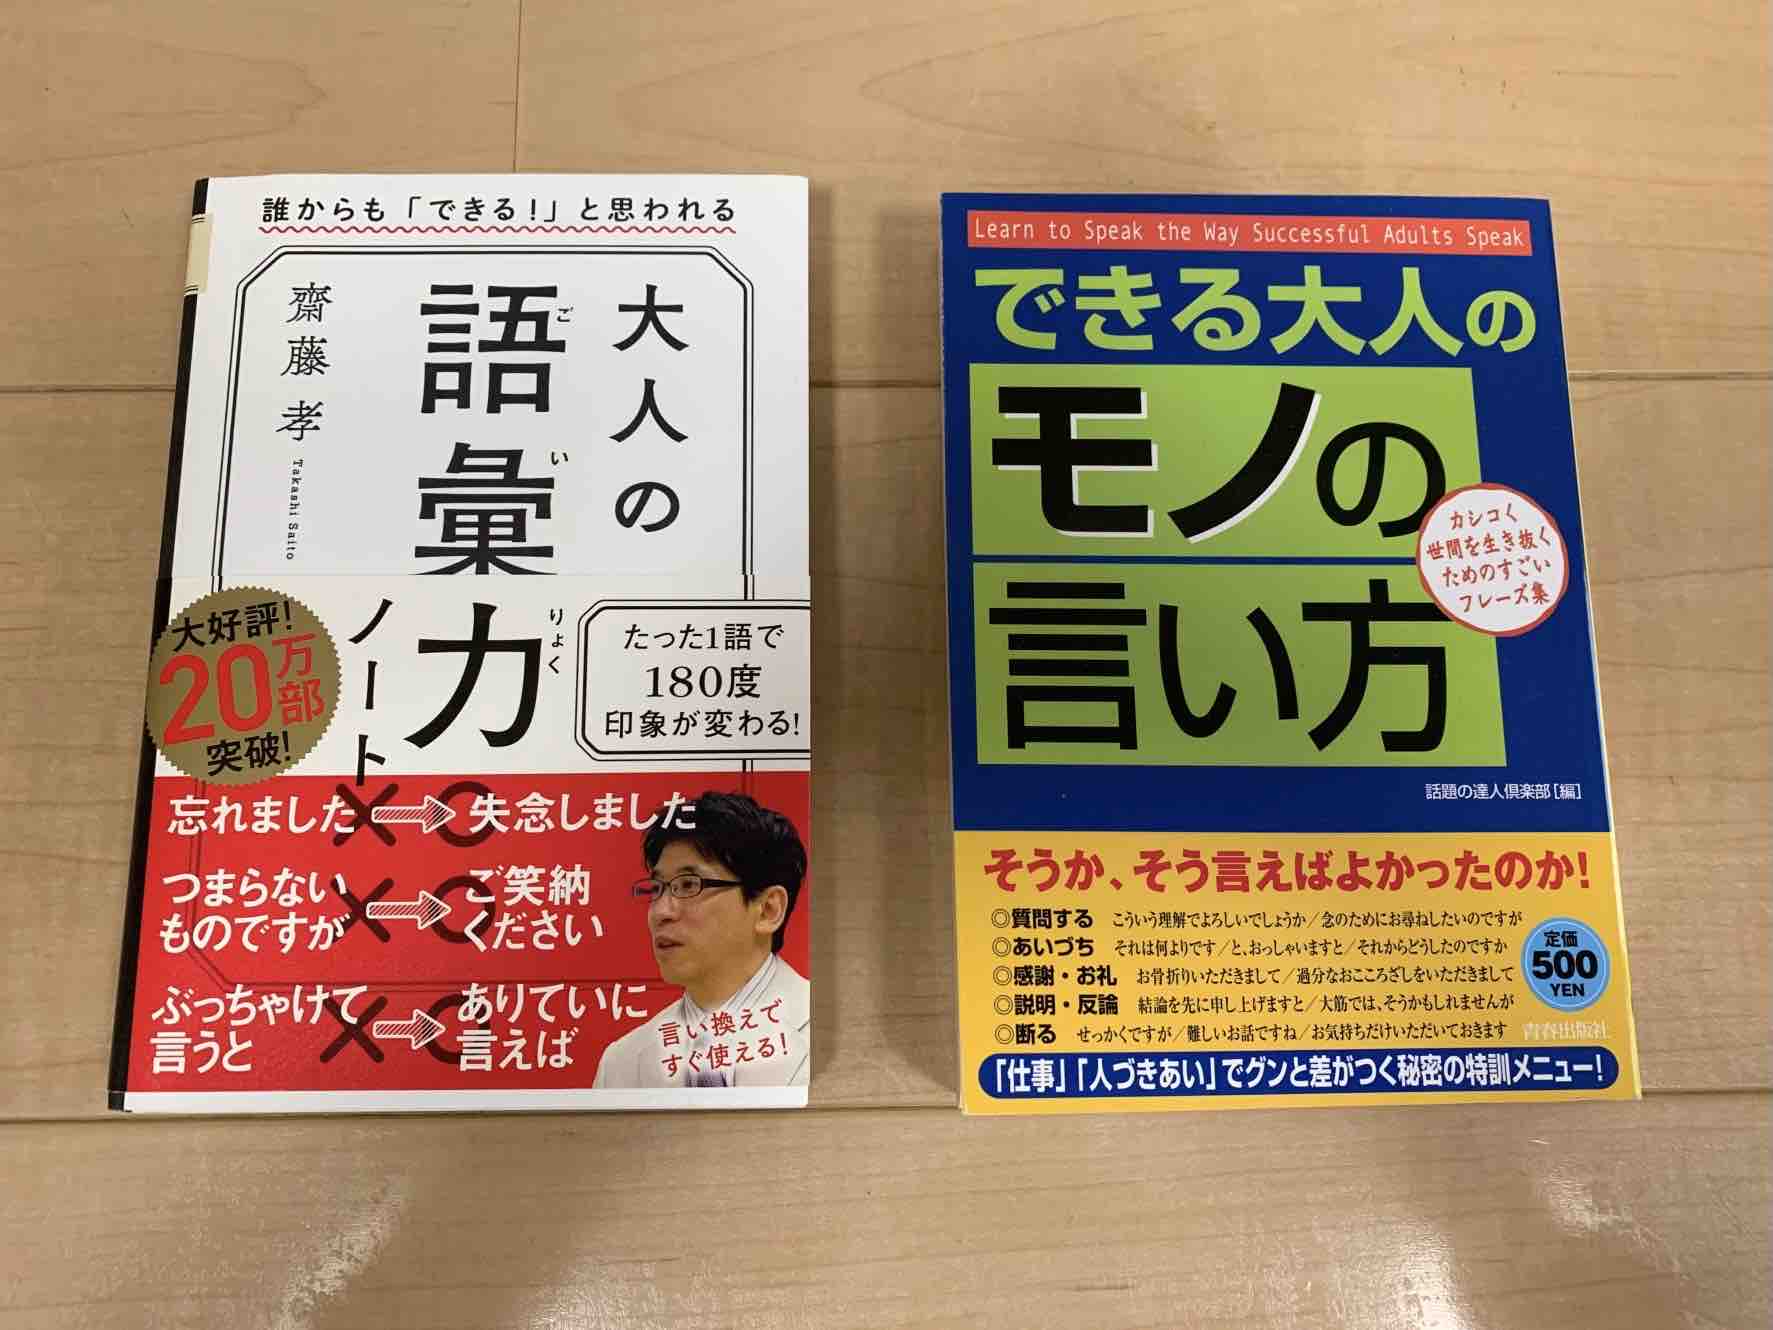 誰からも「できる!」と思われる
大人の
語彙力
ごいりょく
ノート
齋藤 孝
Takashi Saito
大好評!
20万部
突破!
たった1語で
180度
印象が変わる!
忘れました
失念しました
つまらない
ものですが
ご笑納
ください
ぶっちゃけて
言うと
ありていに
言えば
言い換えで
すぐ使える!
Learn to Speak the Way Successful Adults Speak
できる大人の
モノの
言い方
カシコく
世間を生き抜く
ためのすごい
フレーズ集
話題の達人倶楽部[編]
そうか、そう言えばよかったのか!
◎質問する こういう理解でよろしいでしょうか/念のためにお尋ねしたいのですが
◎あいづち それは何よりです/と、おっしゃいますと/それからどうしたのですか
◎感謝・お礼 お骨折りいただきまして/過分なおこころざしをいただきまして
◎説明・反論 結論を先に申し上げますと/大筋では、そうかもしれませんが
◎断る せっかくですが/難しいお話ですね/お気持ちだけいただいておきます
定価
500
YEN
青春出版社
「仕事」「人づきあい」でグンと差がつく秘密の特訓メニュー!